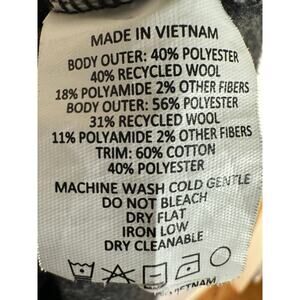 MADE IN VIETNAM
BODY OUTER: 40% POLYESTER
40% RECYCLED WOOL
18% POLYAMIDE 2% OTHER FIBERS
BODY OUTER: 56% POLYESTER
31% RECYCLED WOOL
11% POLYAMIDE 2% OTHER FIBERS
TRIM: 60% COTTON
40% POLYESTER
MACHINE WASH COLD GENTLE
DO NOT BLEACH
DRY FLAT
IRON LOW
DRY CLEANABLE
VIETNAM